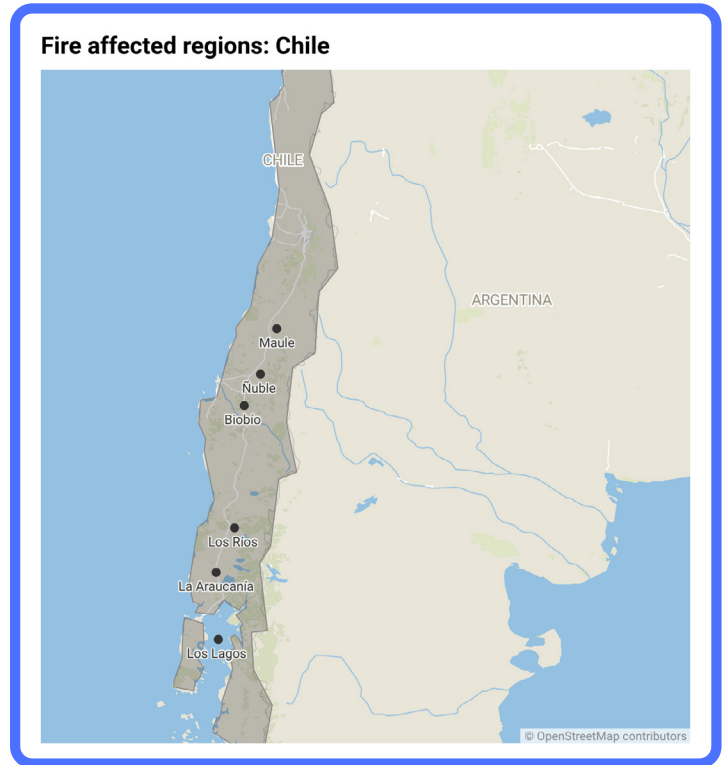 Fire affected regions: Chile
CHILE
ARGENTINA
Maule
Ñuble
Biobío
Los Ríos
La Araucanía
Los Lagos
© OpenStreetMap contributors